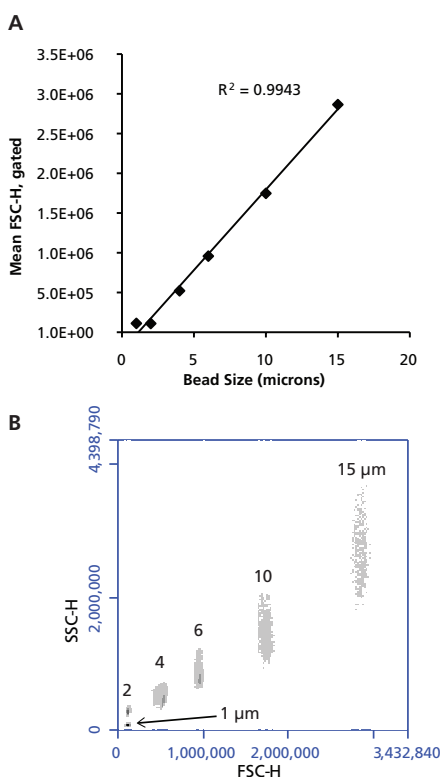 A
3.5E+06
3.0E+06
2.5E+06
2.0E+06
1.5E+06
1.0E+06
5.0E+05
1.0E+00
Mean FSC-H, gated
R² = 0.9943
0 5 10 15 20
Bead Size (microns)
B
4,398,790
2,000,000
0
SSC-H
15 µm
10
6
4
2
1 µm
0 1,000,000 2,000,000 3,432,840
FSC-H